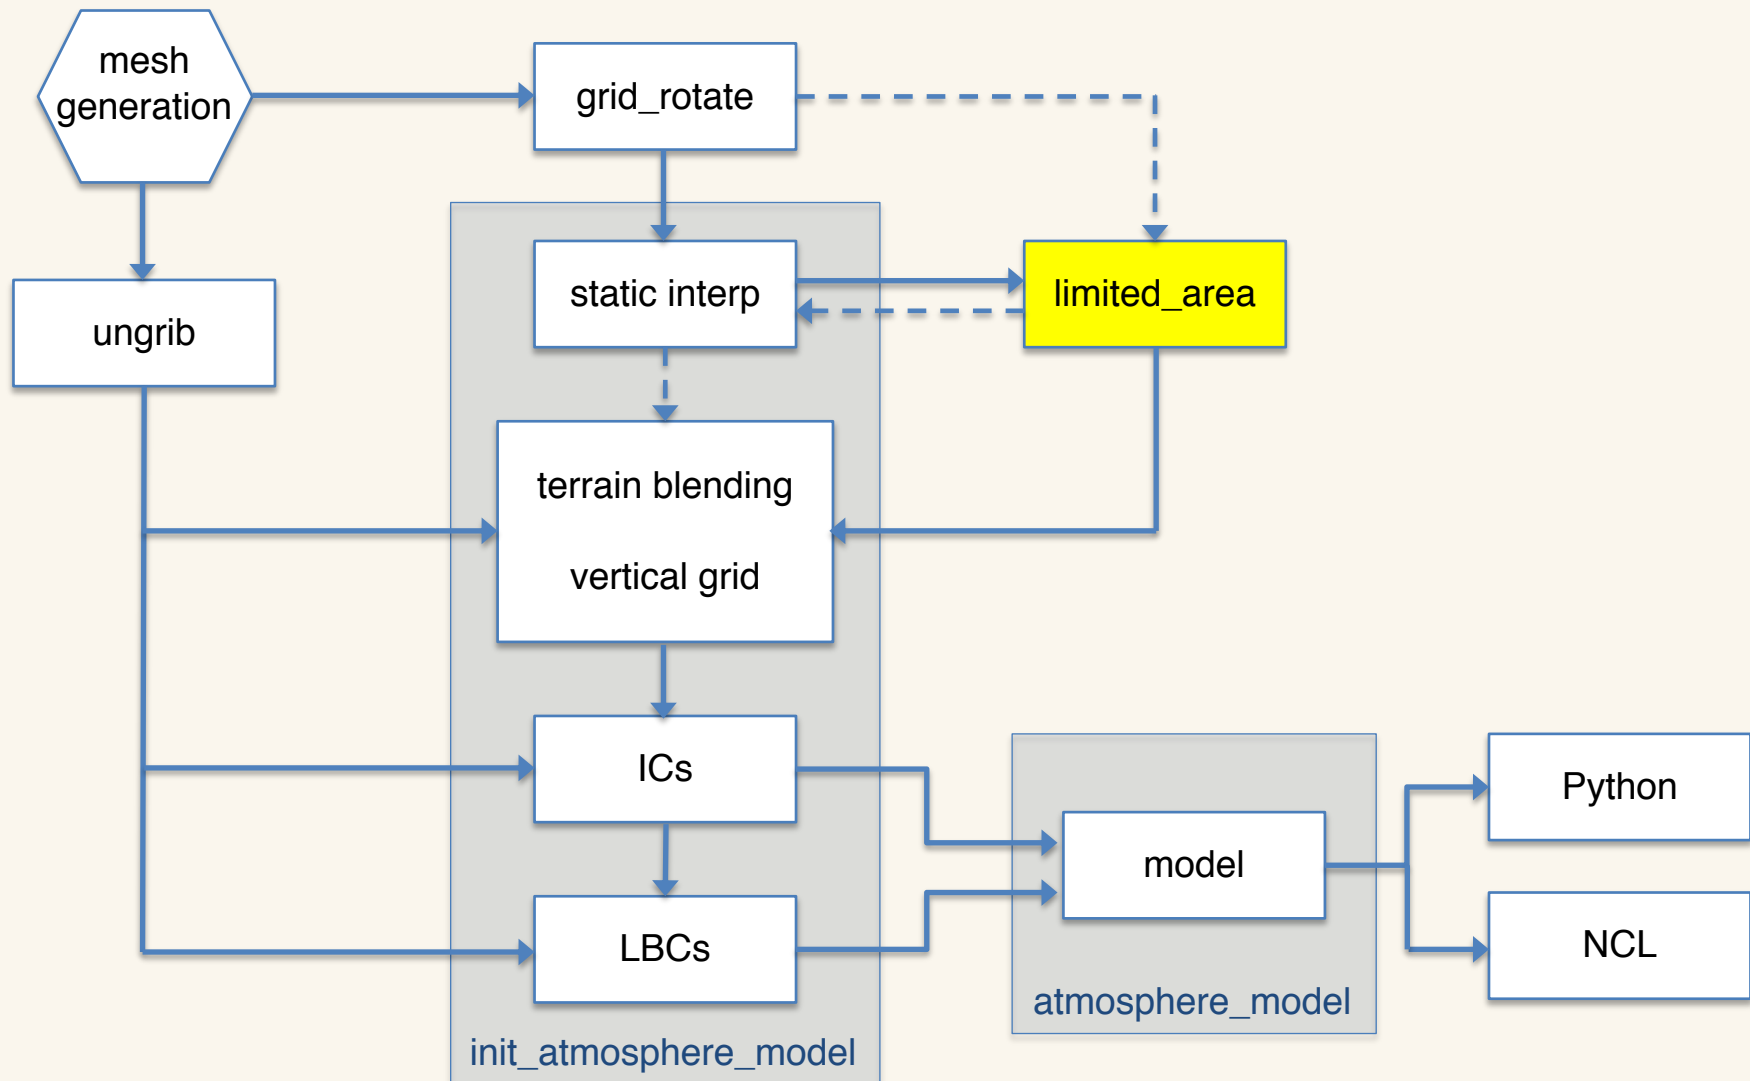 mesh
generation
grid_rotate
ungrib
static interp
limited_area
terrain blending
vertical grid
ICs
LBCs
init_atmosphere_model
model
atmosphere_model
Python
NCL